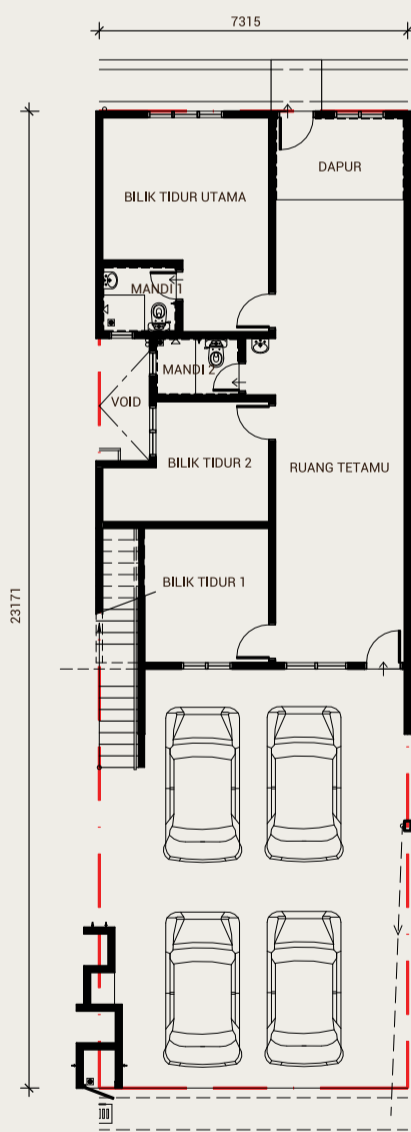 7315
DAPUR
BILIK TIDUR UTAMA
MANDI 1
MANDI 2
VOID
BILIK TIDUR 2
RUANG TETAMU
BILIK TIDUR 1
23171